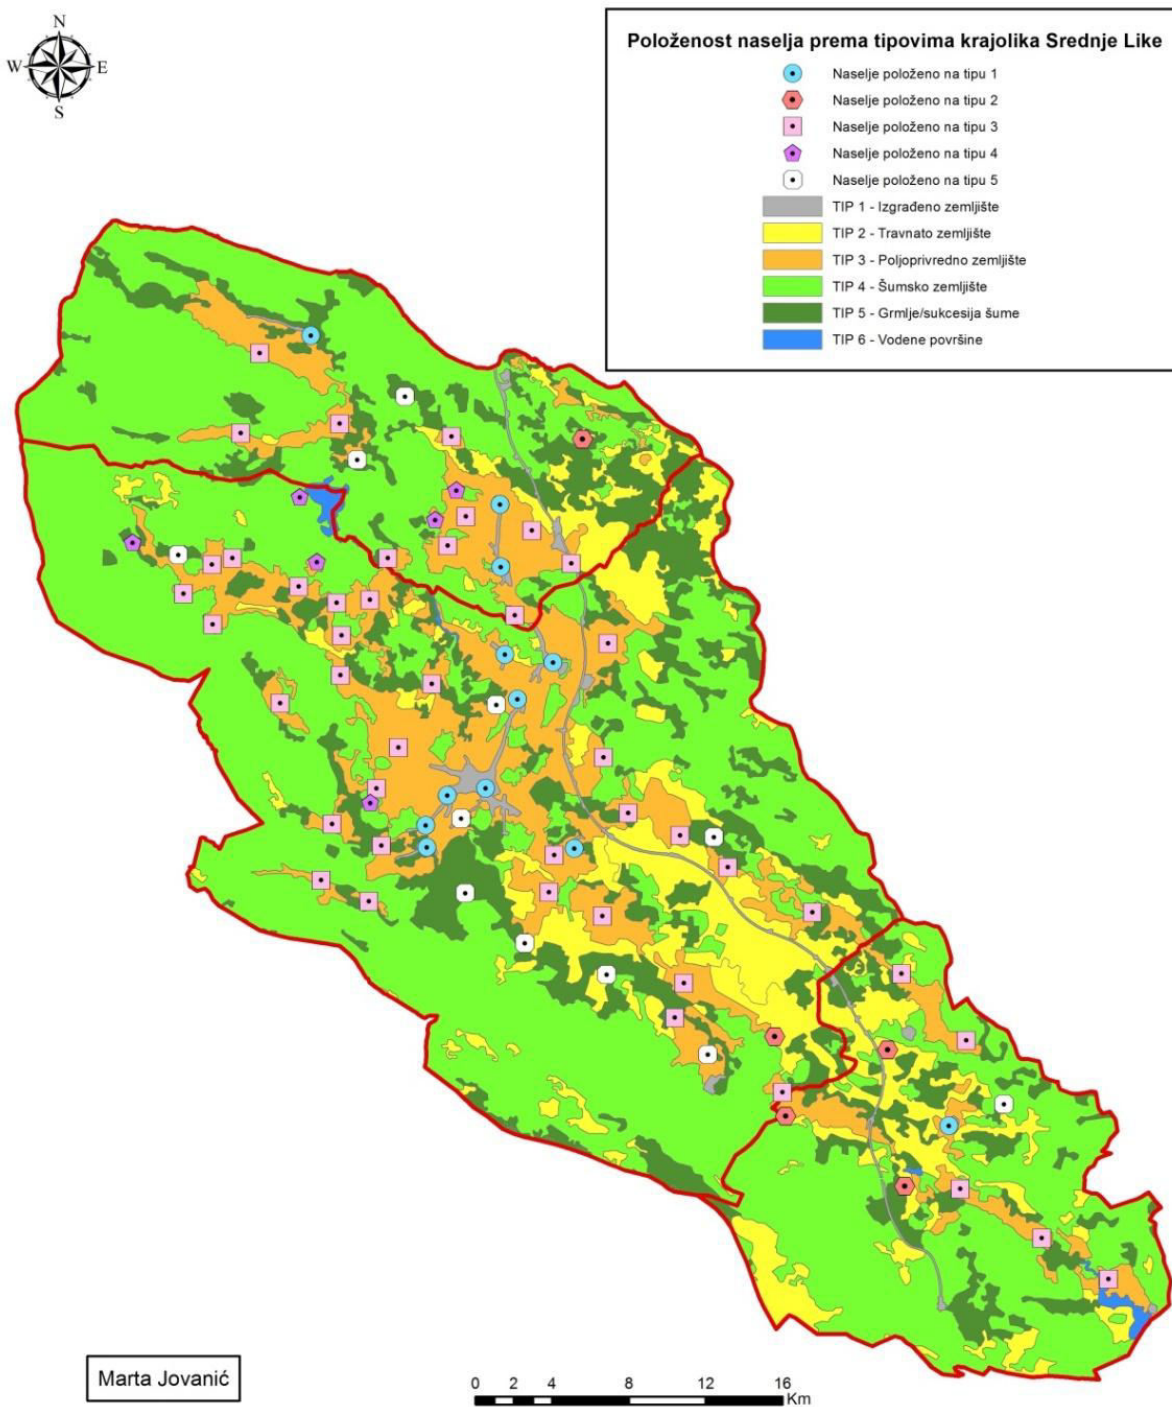 N
W E
S
Položenost naselja prema tipovima krajolika Srednje Like
Naselje položeno na tipu 1
Naselje položeno na tipu 2
Naselje položeno na tipu 3
Naselje položeno na tipu 4
Naselje položeno na tipu 5
TIP 1 - Izgrađeno zemljište
TIP 2 - Travnato zemljište
TIP 3 - Poljoprivredno zemljište
TIP 4 - Šumsko zemljište
TIP 5 - Grmlje/sukcesija šume
TIP 6 - Vodene površine
Marta Jovanić
0 2 4 8 12 16
Km